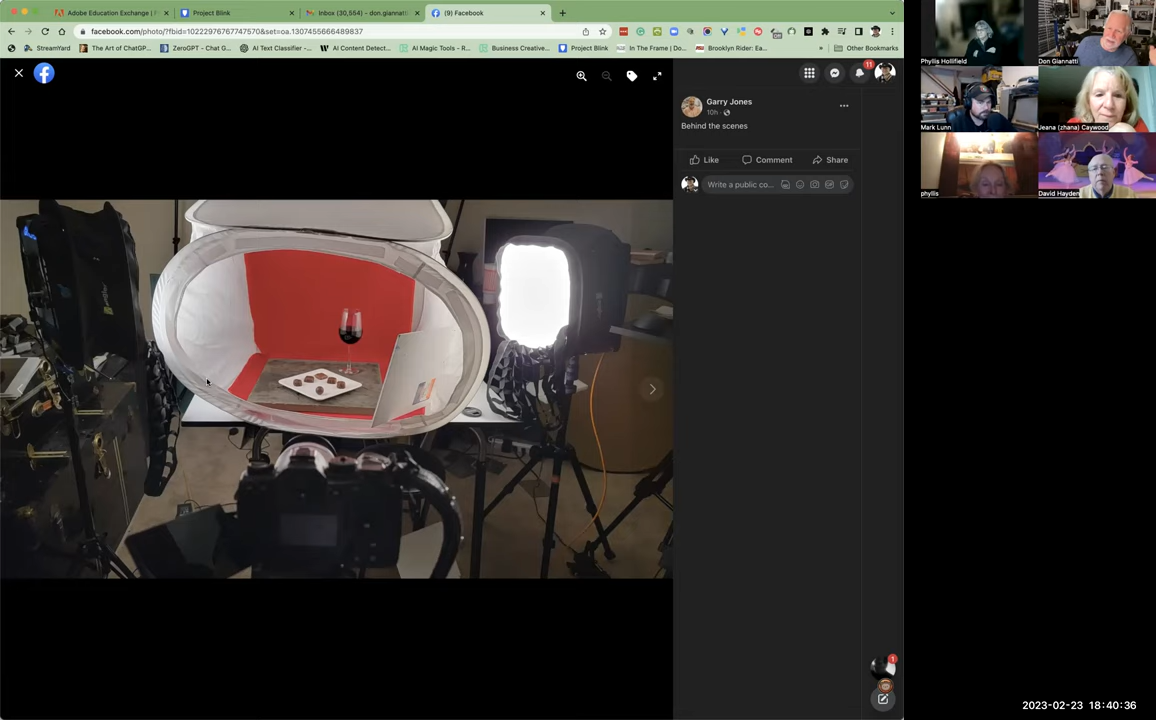 Adobe Education Exchange | F
Project Blink
Inbox (30,554) - don.giannatti
(9) Facebook
facebook.com/photo/?fbid=10222976767747570&set=oa.1307455666489837
StreamYard
The Art of ChatGP...
ZeroGPT - Chat G...
AI Text Classifier -...
AI Content Detect...
AI Magic Tools - R...
Business Creative...
Project Blink
In The Frame | Do...
Brooklyn Rider: Ea...
»
Other Bookmarks
11
Garry Jones
10h
Behind the scenes
Like
Comment
Share
Write a public co...
1
Phyllis Hollifield
Don Giannatti
Mark Lunn
Jeana (zhana) Caywood
phyllis
David Hayden
2023-02-23 18:40:36